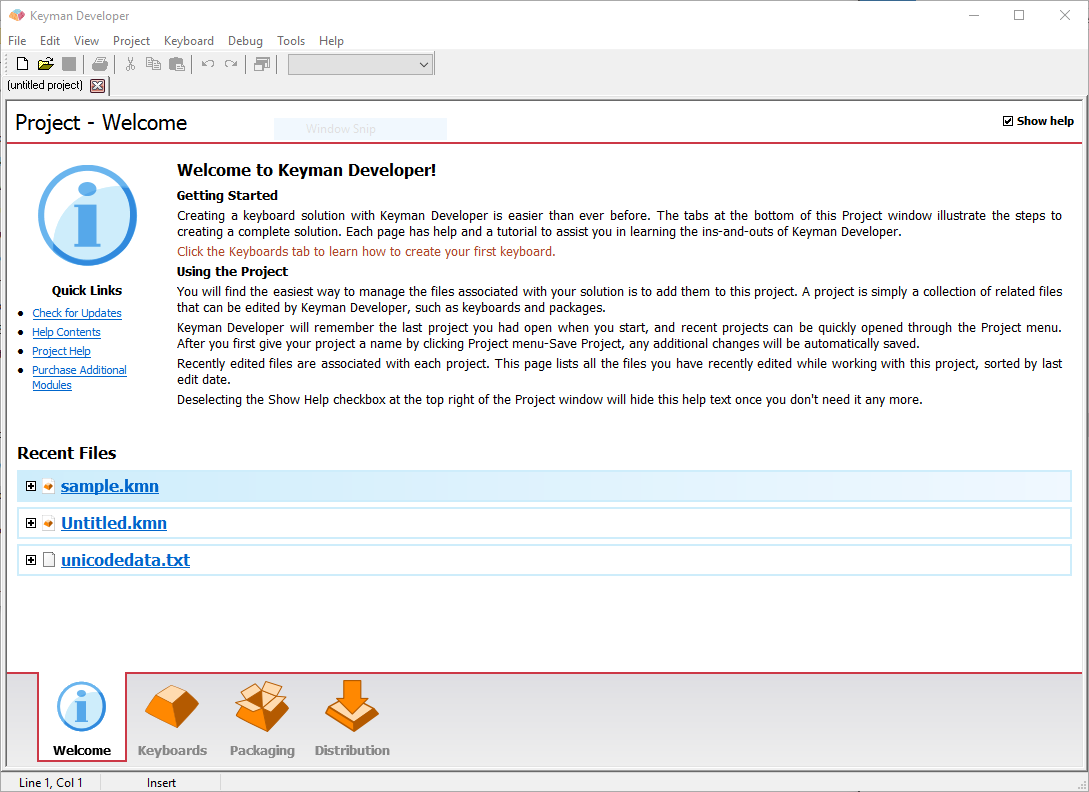 Keyman Developer
File Edit View Project Keyboard Debug Tools Help
(untitled project)
Project - Welcome
Window Snip
Show help
Welcome to Keyman Developer!
Getting Started
Creating a keyboard solution with Keyman Developer is easier than ever before. The tabs at the bottom of this Project window illustrate the steps to
creating a complete solution. Each page has help and a tutorial to assist you in learning the ins-and-outs of Keyman Developer.
Click the Keyboards tab to learn how to create your first keyboard.
Using the Project
You will find the easiest way to manage the files associated with your solution is to add them to this project. A project is simply a collection of related files
that can be edited by Keyman Developer, such as keyboards and packages.
Keyman Developer will remember the last project you had open when you start, and recent projects can be quickly opened through the Project menu.
After you first give your project a name by clicking Project menu-Save Project, any additional changes will be automatically saved.
Recently edited files are associated with each project. This page lists all the files you have recently edited while working with this project, sorted by last
edit date.
Deselecting the Show Help checkbox at the top right of the Project window will hide this help text once you don't need it any more.
Quick Links
Check for Updates
Help Contents
Project Help
Purchase Additional
Modules
Recent Files
sample.kmn
Untitled.kmn
unicodedata.txt
Welcome Keyboards Packaging Distribution
Line 1, Col 1 Insert